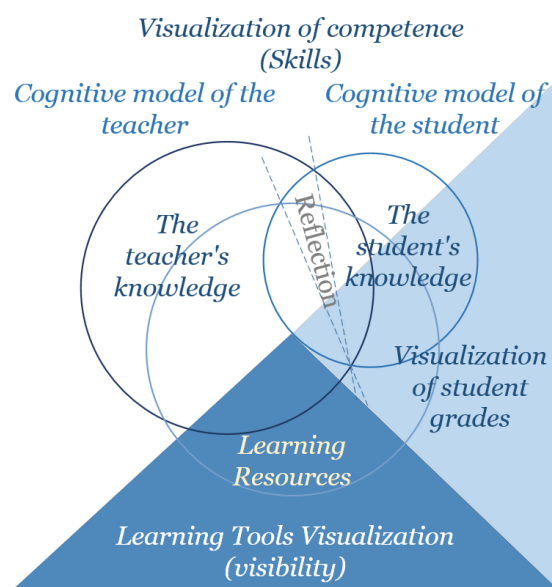 Visualization of competence
(Skills)
Cognitive model of the
teacher
Cognitive model of
the student
The
teacher's
knowledge
Reflection
The
student's
knowledge
Visualization
of student
grades
Learning
Resources
Learning Tools Visualization
(visibility)